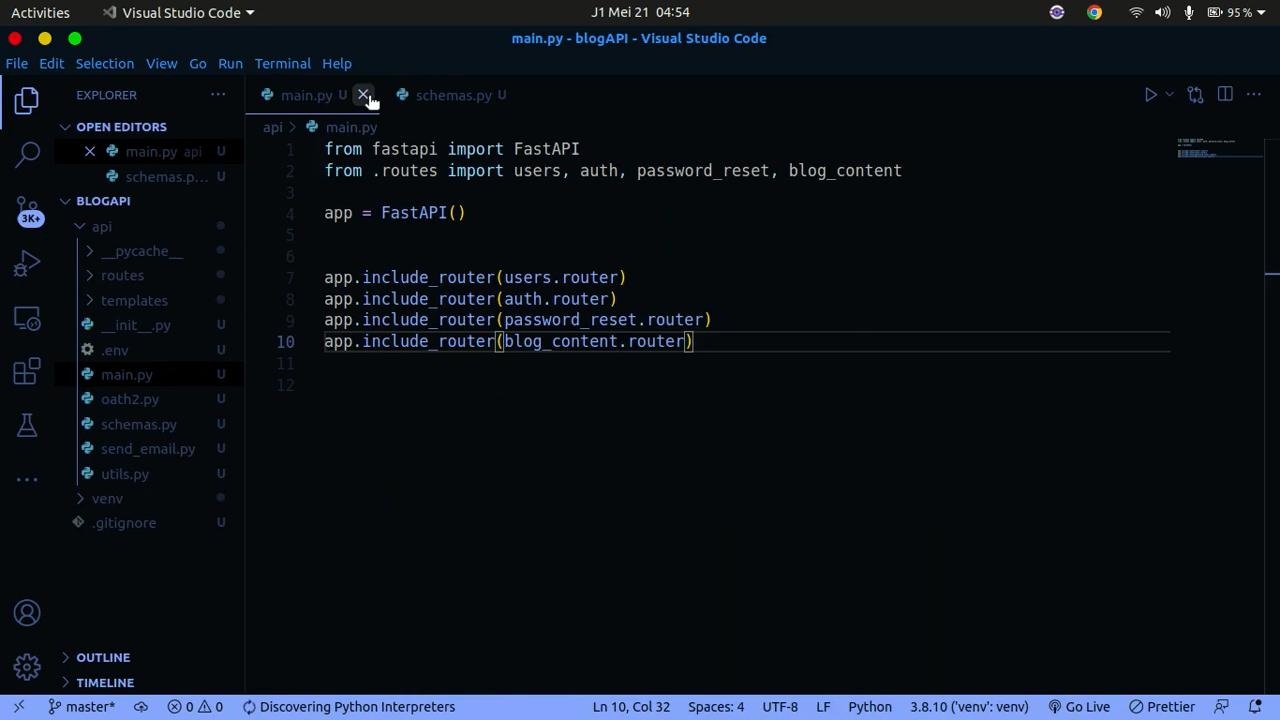 Activities
Visual Studio Code
J1 Mei 21 04:54
95 %
main.py - blogAPI - Visual Studio Code
File Edit Selection View Go Run Terminal Help
EXPLORER
main.py U
schemas.py U
OPEN EDITORS
main.py api U
schemas.p... U
BLOGAPI
api
__pycache__
routes
templates
__init__.py U
.env U
main.py U
oath2.py U
schemas.py U
send_email.py U
utils.py U
venv
.gitignore U
OUTLINE
TIMELINE
3K+
api > main.py
1 from fastapi import FastAPI
2 from .routes import users, auth, password_reset, blog_content
3
4 app = FastAPI()
5
6
7 app.include_router(users.router)
8 app.include_router(auth.router)
9 app.include_router(password_reset.router)
10 app.include_router(blog_content.router)
11
12
master* 0 0 Discovering Python Interpreters Ln 10, Col 32 Spaces: 4 UTF-8 LF Python 3.8.10 ('venv': venv) Go Live Prettier